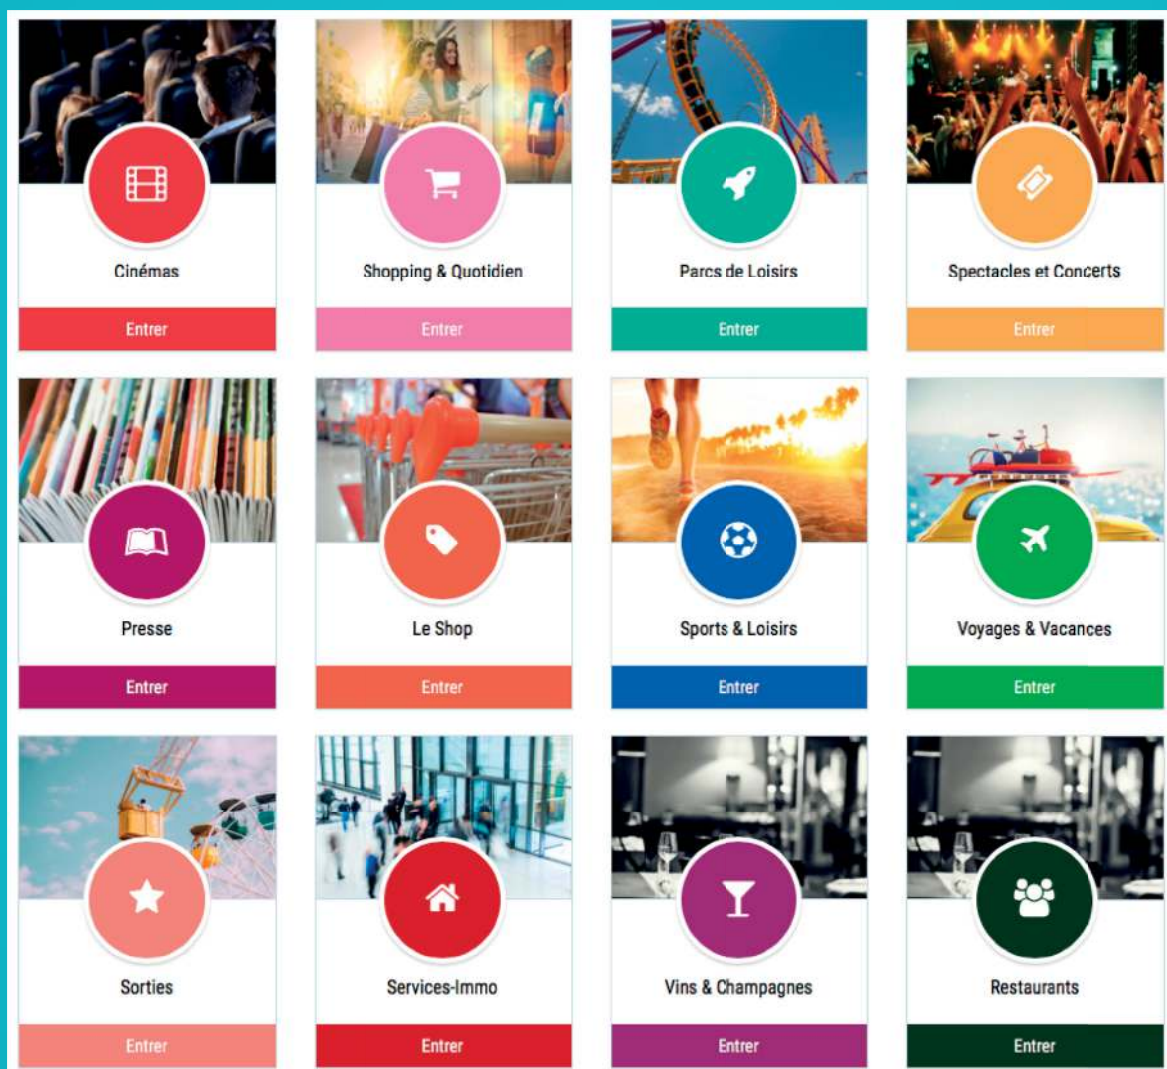 Cinémas
Shopping & Quotidien
Parcs de Loisirs
Spectacles et Concerts
Entrer
Entrer
Entrer
Entrer
Presse
Le Shop
Sports & Loisirs
Voyages & Vacances
Entrer
Entrer
Entrer
Entrer
Sorties
Services-Immo
Vins & Champagnes
Restaurants
Entrer
Entrer
Entrer
Entrer